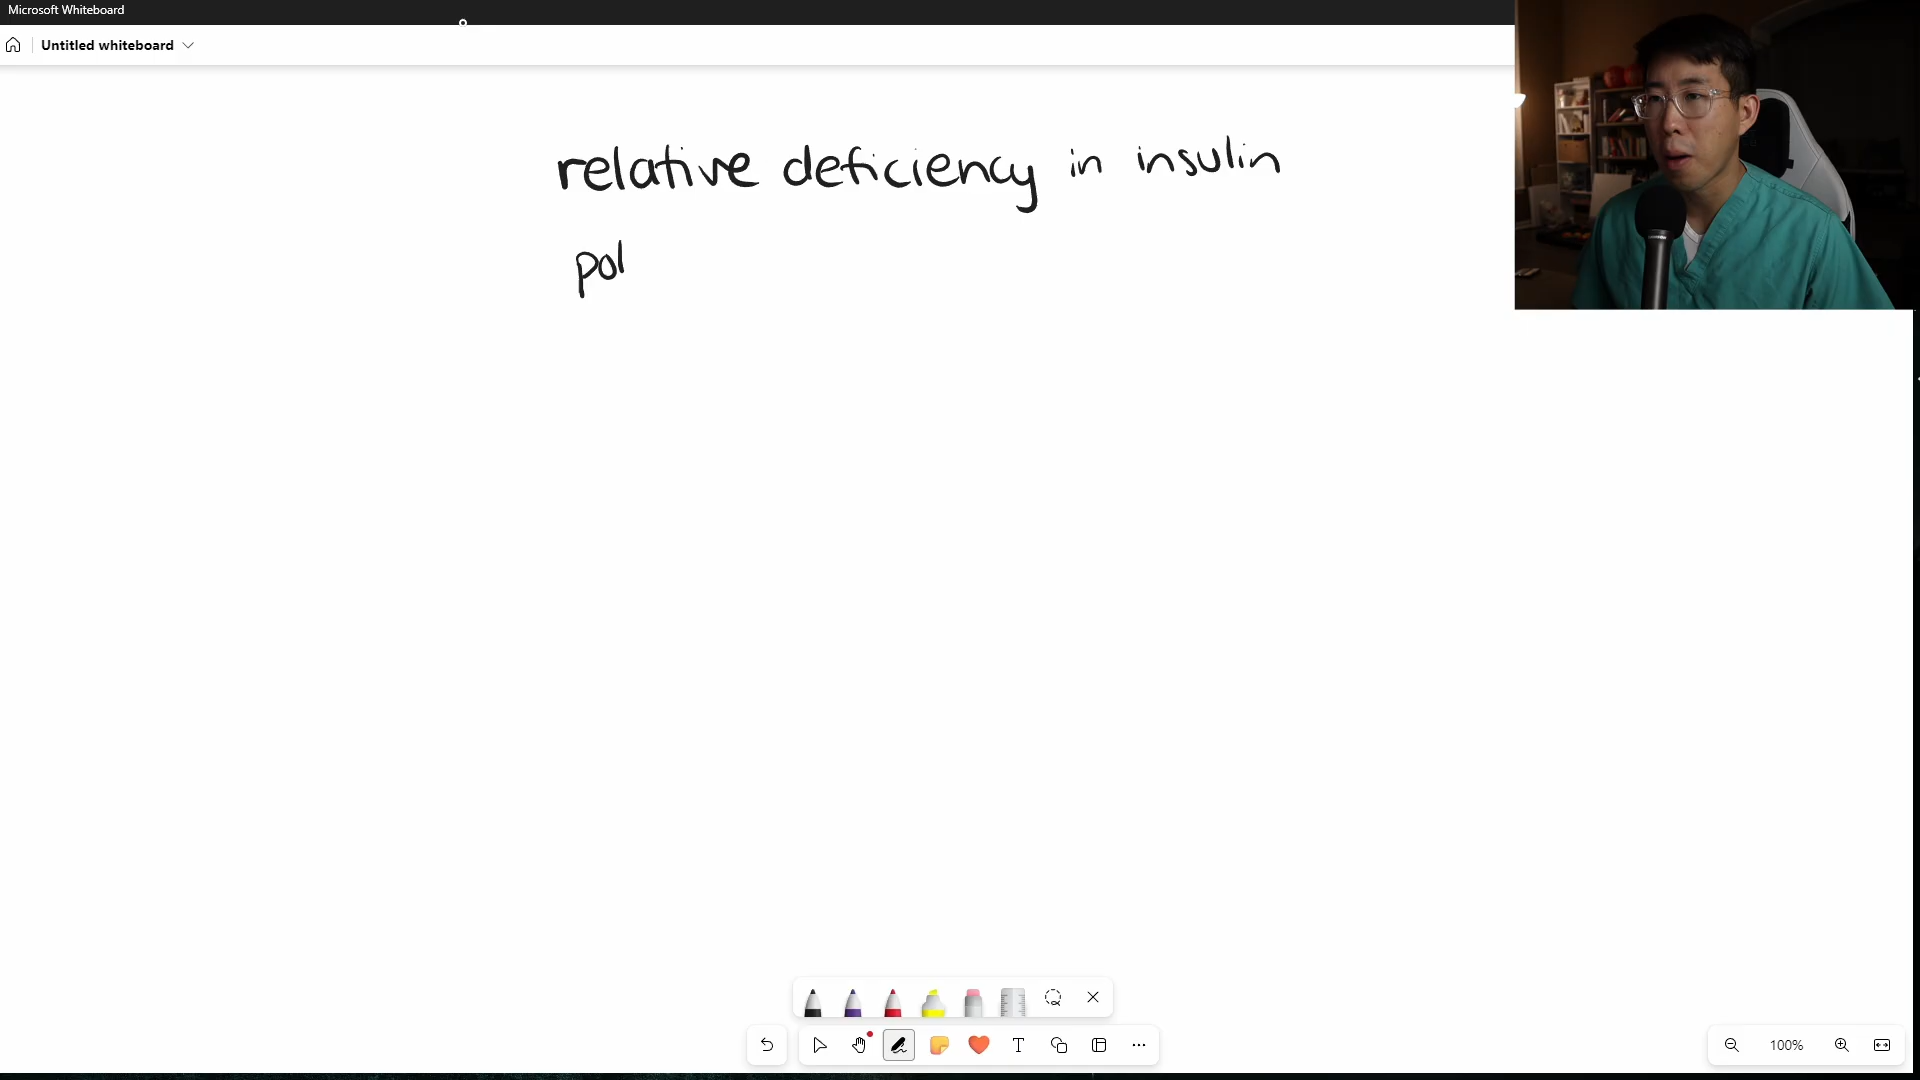 Microsoft Whiteboard
Untitled whiteboard
relative deficiency in insulin
pol
100%